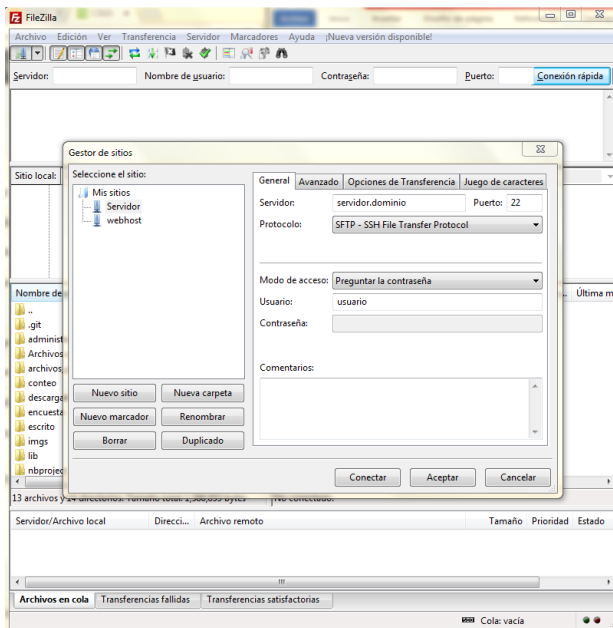 FileZilla
Archivo Edición Ver Transferencia Servidor Marcadores Ayuda ¡Nueva versión disponible!
Servidor: Nombre de usuario: Contraseña: Puerto: Conexión rápida
Gestor de sitios
Sitio local:
Seleccione el sitio:
Mis sitios
Servidor
webhost
Nuevo sitio Nueva carpeta
Nuevo marcador Renombrar
Borrar Duplicado
General Avanzado Opciones de Transferencia Juego de caracteres
Servidor: servidor.dominio Puerto: 22
Protocolo: SFTP - SSH File Transfer Protocol
Modo de acceso: Preguntar la contraseña
Usuario: usuario
Contraseña:
Comentarios:
Conectar Aceptar Cancelar
Nombre de
Última m
..
.git
administ
Archivos
archivos
conteo
descarga
encuesta
escrito
imgs
lib
nbprojec
13 archivos y 24 directorios. Tamaño total:
No conectado.
Servidor/Archivo local Direcci... Archivo remoto Tamaño Prioridad Estado
Archivos en cola Transferencias fallidas Transferencias satisfactorias
Cola: vacía